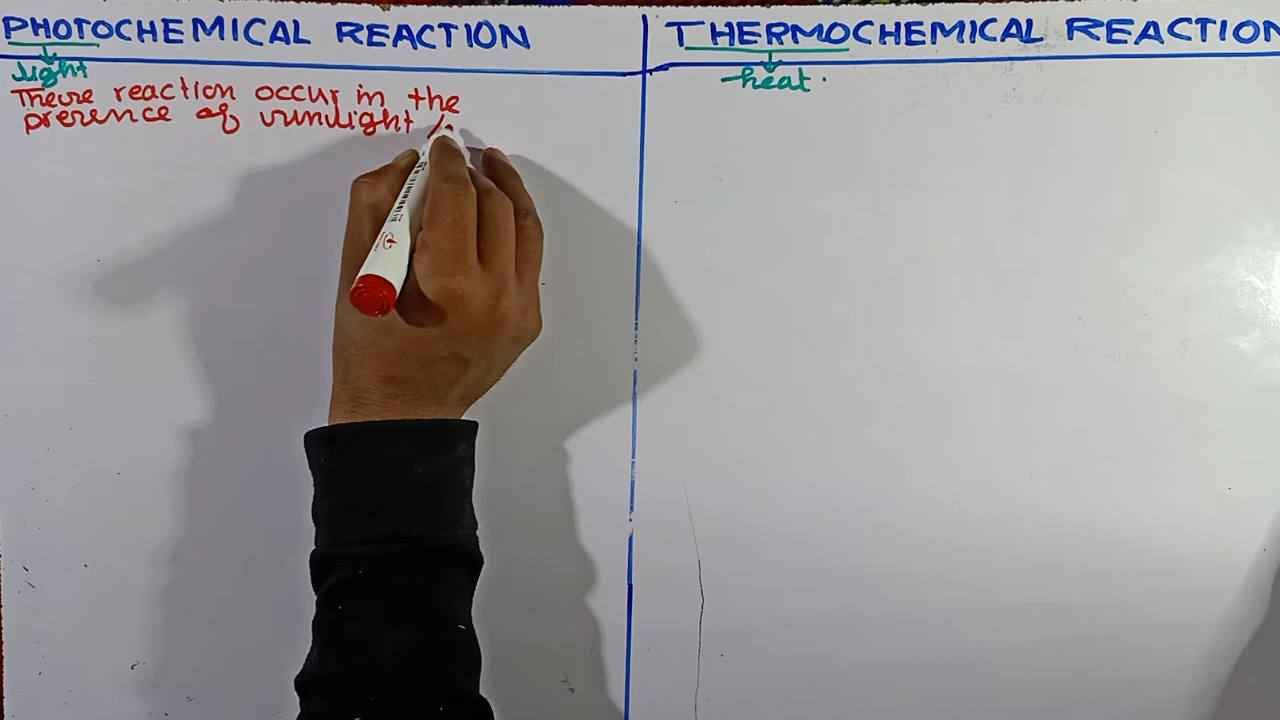 PHOTOCHEMICAL REACTION
THERMOCHEMICAL REACTION
light
heat.
These reaction occur in the
presence of sunlight